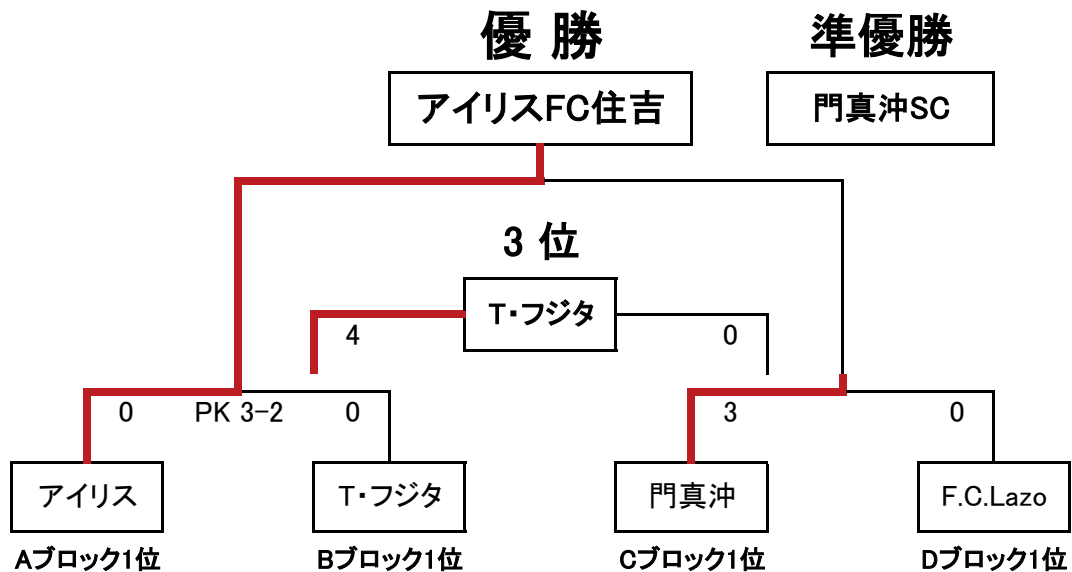 優 勝
準優勝
アイリスFC住吉
門真沖SC
3 位
T・フジタ
4
0
0
PK 3-2
0
3
0
アイリス
T・フジタ
門真沖
F.C.Lazo
Aブロック1位
Bブロック1位
Cブロック1位
Dブロック1位